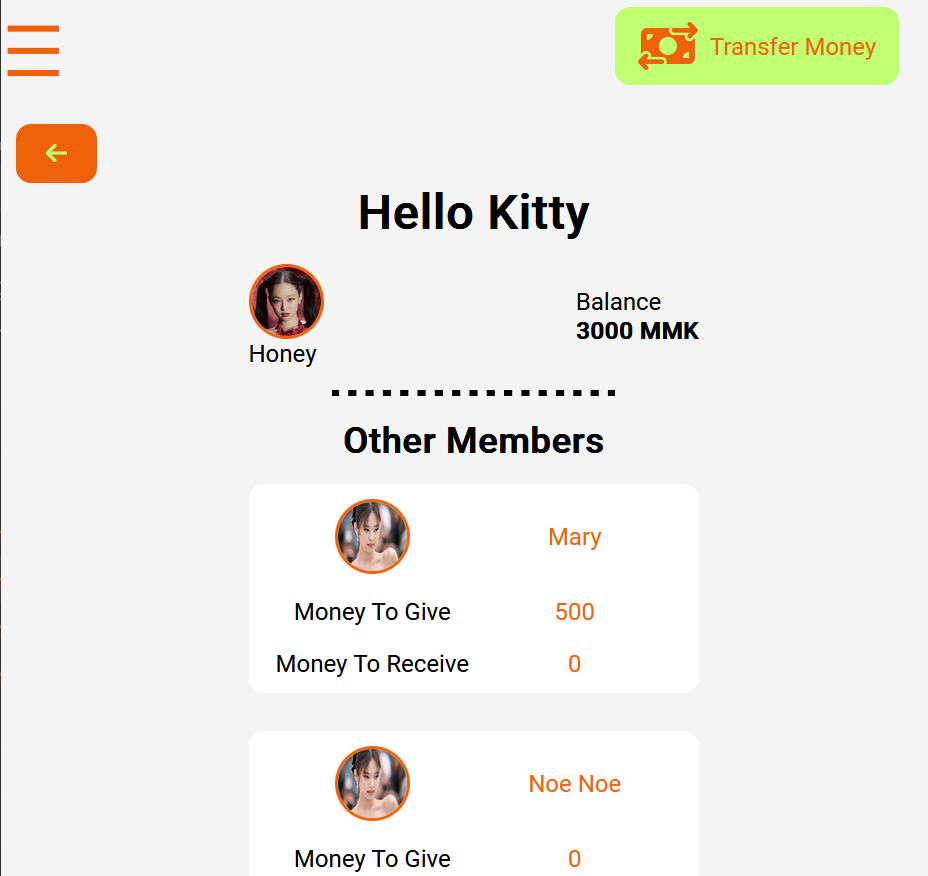 Transfer Money
Hello Kitty
Honey
Balance
3000 MMK
Other Members
Mary
Money To Give 500
Money To Receive 0
Noe Noe
Money To Give 0